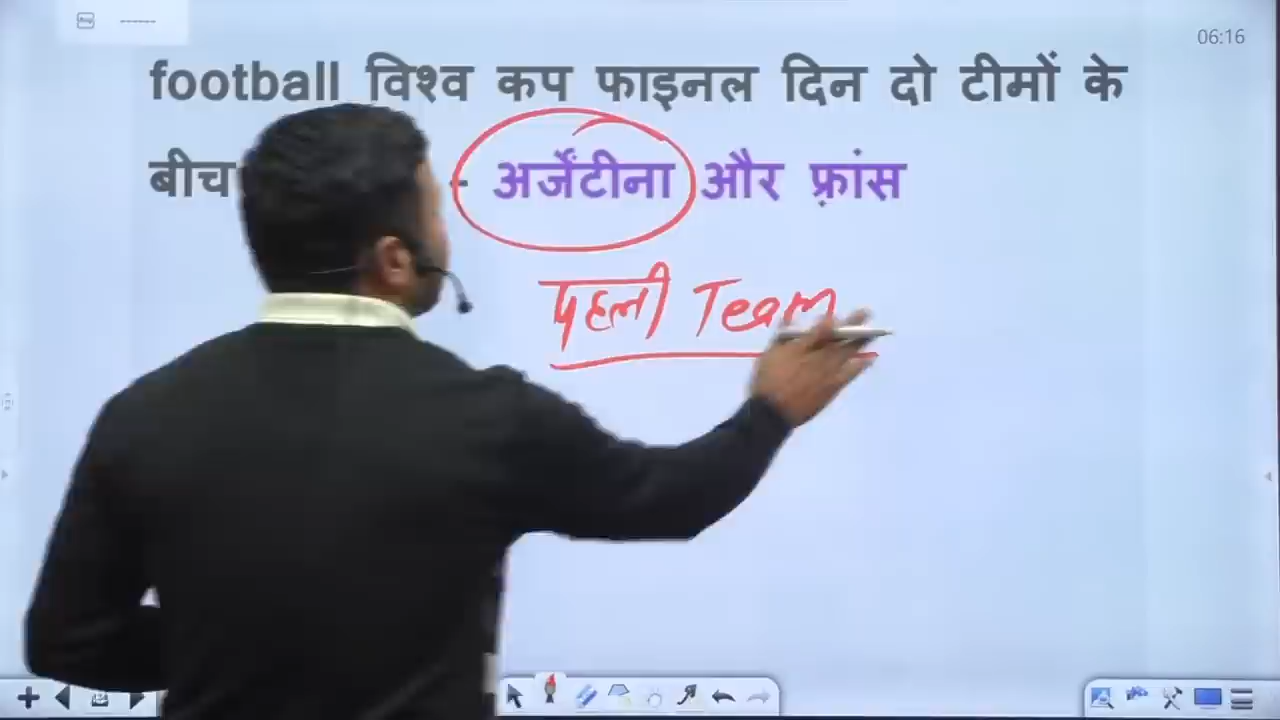 06:16
football विश्व कप फाइनल दिन दो टीमों के
बीच - अर्जेंटीना और फ्रांस
पहली Team